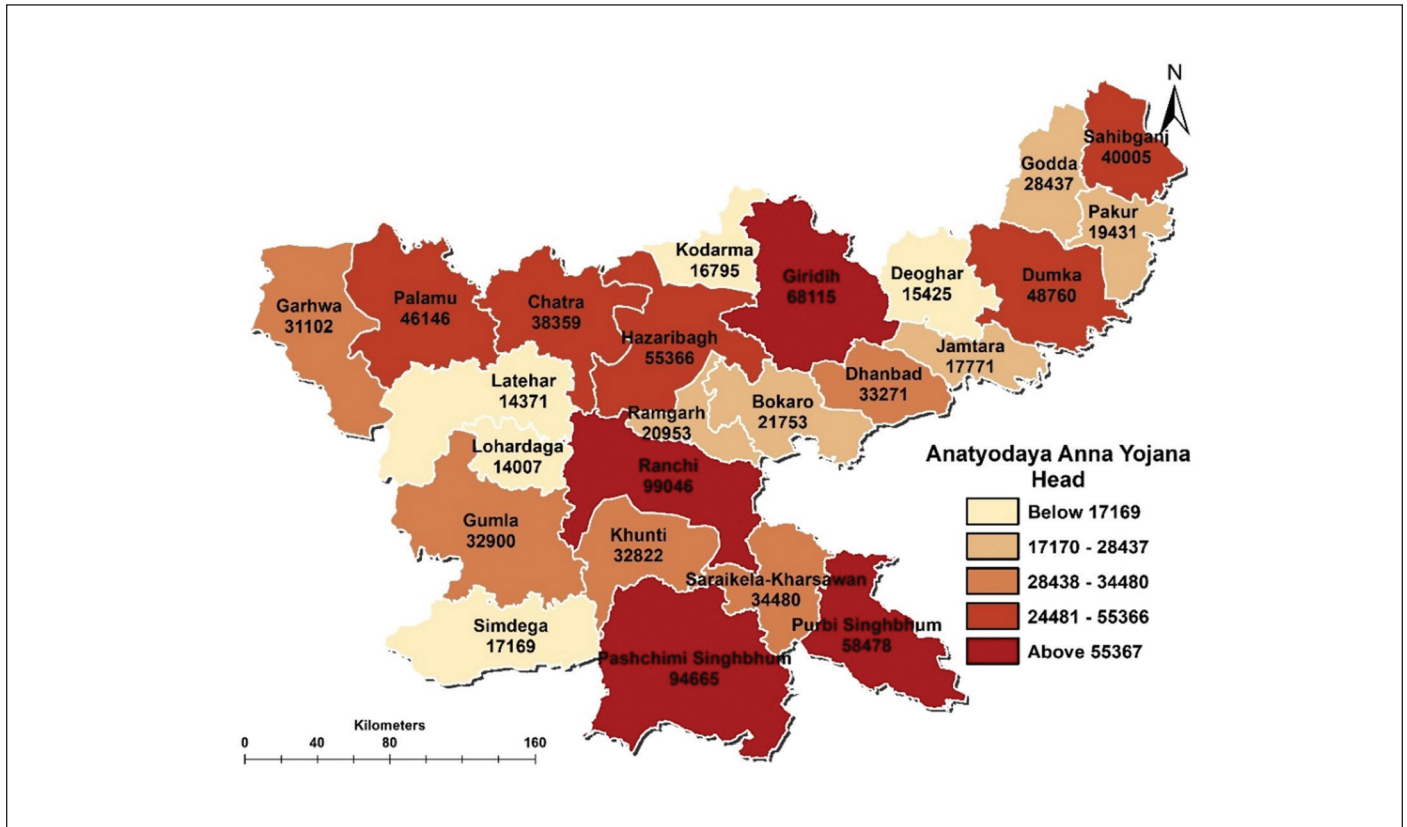 N
Sahibganj
40005
Godda
28437
Pakur
19431
Kodarma
16795
Giridih
68115
Deoghar
15425
Dumka
48760
Garhwa
31102
Palamu
46146
Chatra
38359
Hazaribagh
55366
Jamtara
17771
Dhanbad
33271
Latehar
14371
Bokaro
21753
Ramgarh
20953
Lohardaga
14007
Ranchi
99046
Gumla
32900
Khunti
32822
Saraikela-Kharsawan
34480
Simdega
17169
Purbi Singhbhum
58478
Pashchimi Singhbhum
94665
Anatyodaya Anna Yojana
Head
Below 17169
17170 - 28437
28438 - 34480
24481 - 55366
Above 55367
Kilometers
0 40 80 160